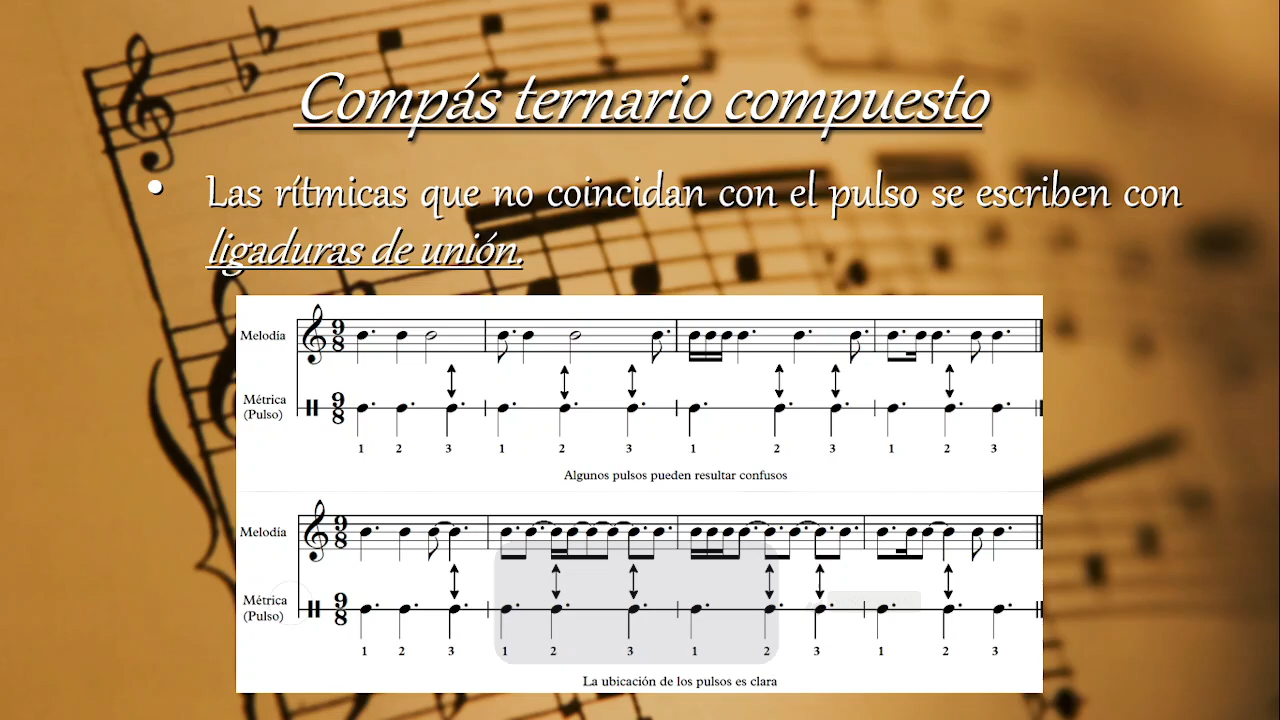 Compás ternario compuesto
• Las rítmicas que no coincidan con el pulso se escriben con
ligaduras de unión.
Melodía 9 8
Métrica
(Pulso) 9 8
1 2 3 1 2 3 1 2 3 1 2 3
Algunos pulsos pueden resultar confusos
Melodía 9 8
Métrica
(Pulso) 9 8
1 2 3 1 2 3 1 2 3 1 2 3
La ubicación de los pulsos es clara